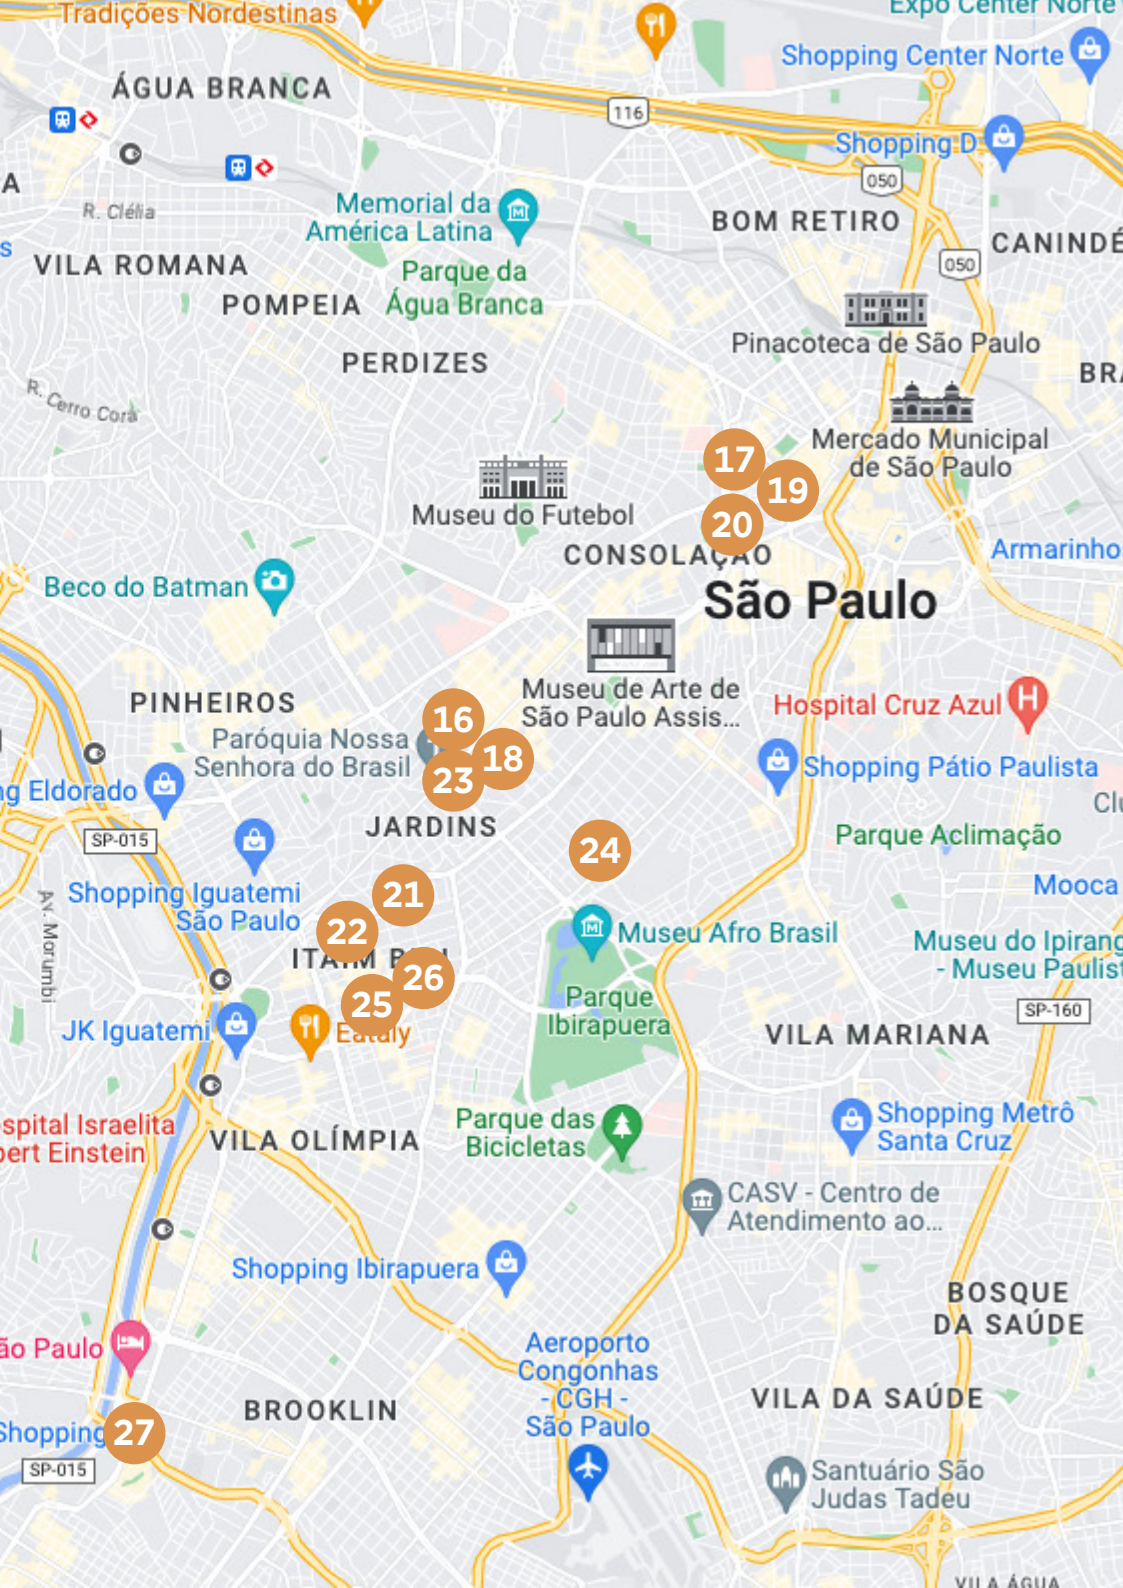 Tradições Nordestinas
Expo Center Norte
Shopping Center Norte
ÁGUA BRANCA
116
Shopping D
050
A
R. Clélia
Memorial da
América Latina
BOM RETIRO
CANINDÉ
s
VILA ROMANA
050
Parque da
Água Branca
POMPEIA
Pinacoteca de São Paulo
PERDIZES
BRA
R. Cerro Corá
Mercado Municipal
de São Paulo
17
19
20
Museu do Futebol
CONSOLAÇÃO
Armarinho
Beco do Batman
São Paulo
Museu de Arte de
São Paulo Assis...
PINHEIROS
Hospital Cruz Azul
16
Paróquia Nossa
Senhora do Brasil
18
23
Shopping Pátio Paulista
ng Eldorado
Clu
JARDINS
SP-015
Parque Aclimação
24
Mooca
Shopping Iguatemi
São Paulo
21
22
Av. Morumbi
Museu Afro Brasil
Museu do Ipirang
- Museu Paulist
ITAIM B I
26
25
Parque
Ibirapuera
SP-160
JK Iguatemi
Eataly
VILA MARIANA
spital Israelita
bert Einstein
Parque das
Bicicletas
Shopping Metrô
Santa Cruz
VILA OLÍMPIA
CASV - Centro de
Atendimento ao...
Shopping Ibirapuera
BOSQUE
DA SAÚDE
ão Paulo
Aeroporto
Congonhas
- CGH -
São Paulo
VILA DA SAÚDE
BROOKLIN
Shopping
27
SP-015
Santuário São
Judas Tadeu
VILA ÁGUA